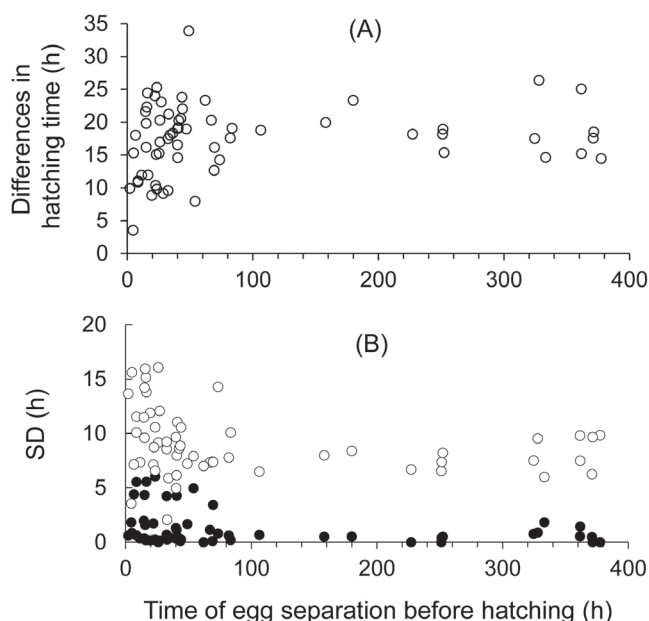 (A)
Differences in
hatching time (h)
35
30
25
20
15
10
5
0
0 100 200 300 400
(B)
SD (h)
20
15
10
5
0
0 100 200 300 400
Time of egg separation before hatching (h)